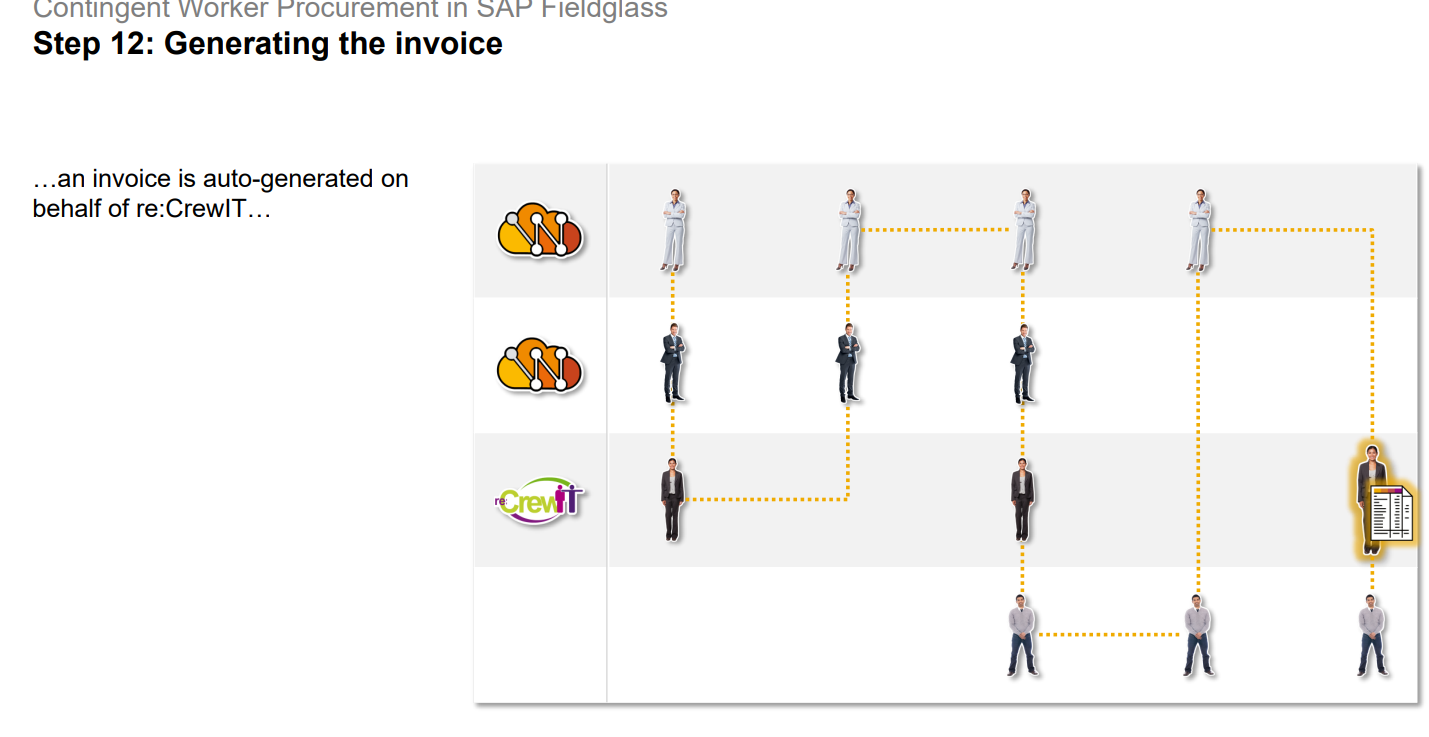 Contingent Worker Procurement in SAP Fieldglass
Step 12: Generating the invoice
…an invoice is auto-generated on
behalf of re:CrewIT…
re:CrewIT